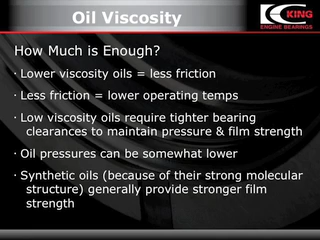 Oil Viscosity
KING
ENGINE BEARINGS
How Much is Enough?
· Lower viscosity oils = less friction
· Less friction = lower operating temps
· Low viscosity oils require tighter bearing
clearances to maintain pressure & film strength
· Oil pressures can be somewhat lower
· Synthetic oils (because of their strong molecular
structure) generally provide stronger film
strength